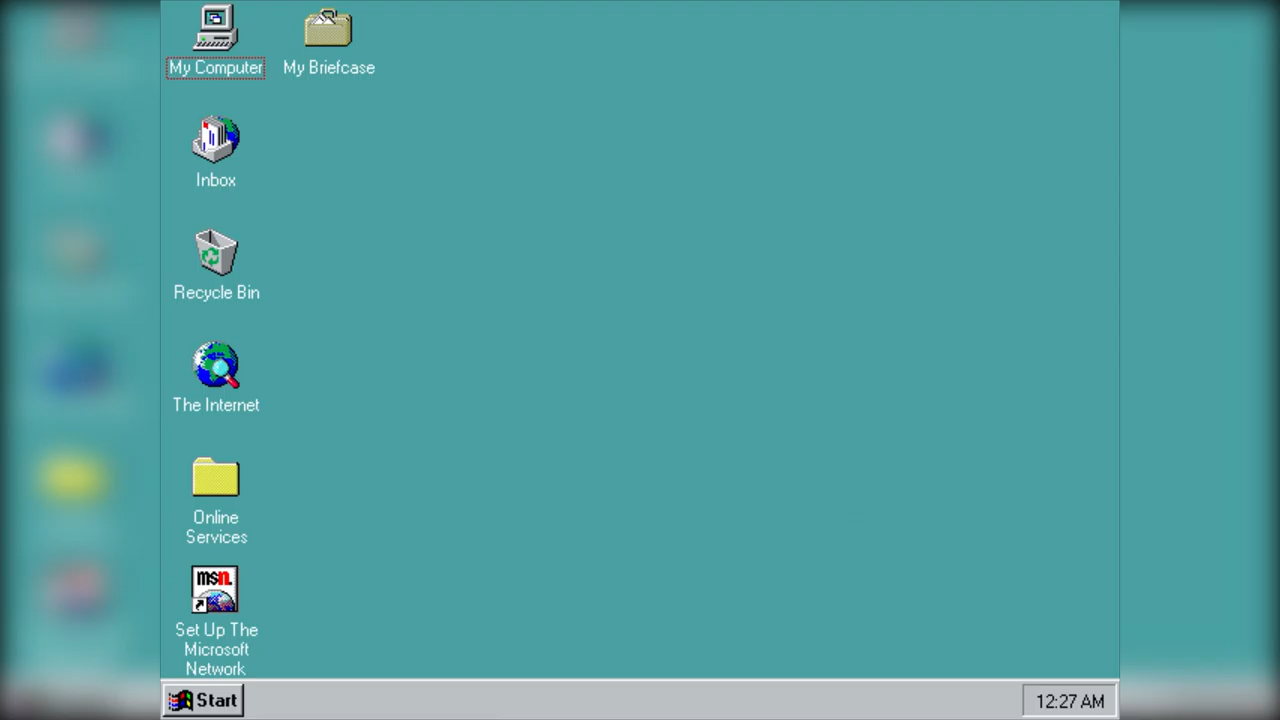 My Computer
My Briefcase
Inbox
Recycle Bin
The Internet
Online
Services
msn.
Set Up The
Microsoft
Network
Start
12:27 AM